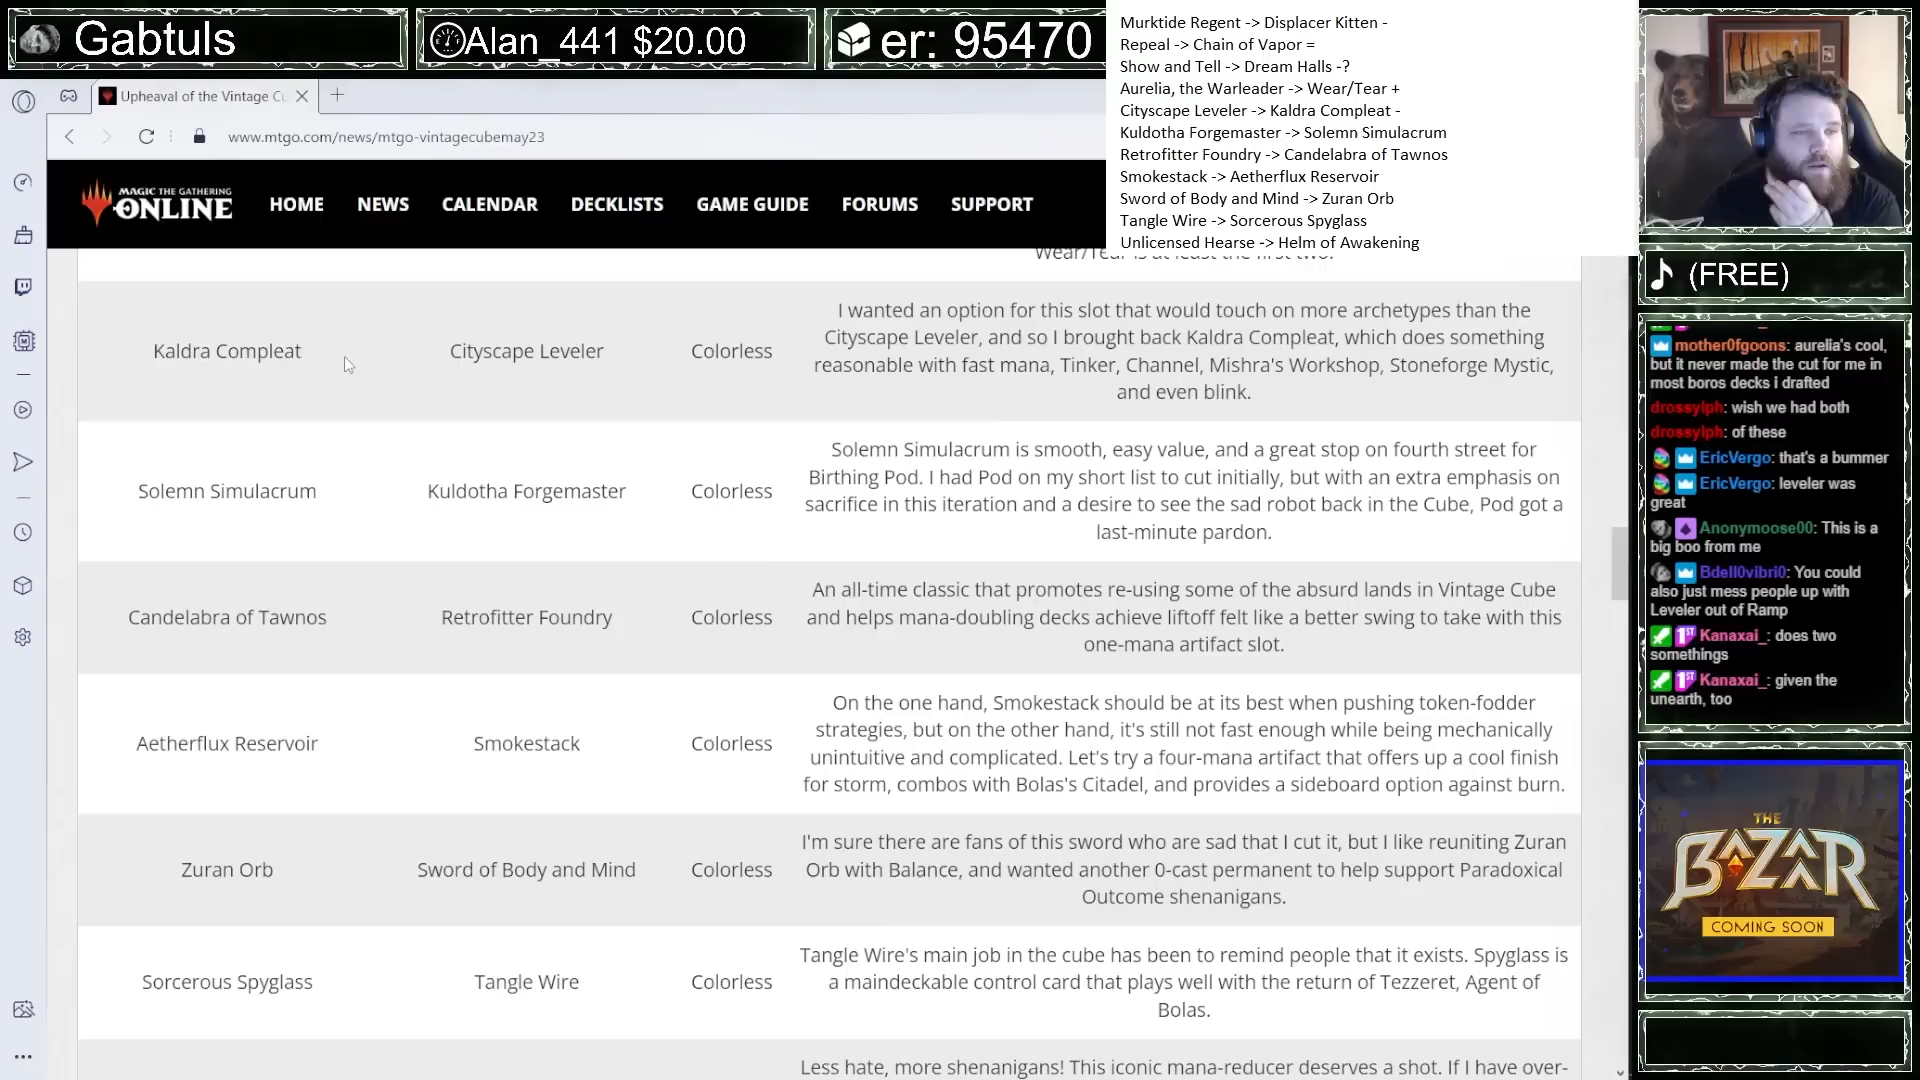 Gabtuls
Alan_441 $20.00
er: 95470
Murktide Regent -> Displacer Kitten -
Repeal -> Chain of Vapor =
Show and Tell -> Dream Halls -?
Aurelia, the Warleader -> Wear/Tear +
Cityscape Leveler -> Kaldra Compleat -
Kuldotha Forgemaster -> Solemn Simulacrum
Retrofitter Foundry -> Candelabra of Tawnos
Smokestack -> Aetherflux Reservoir
Sword of Body and Mind -> Zuran Orb
Tangle Wire -> Sorcerous Spyglass
Unlicensed Hearse -> Helm of Awakening
Upheaval of the Vintage Cu
www.mtgo.com/news/mtgo-vintagecubemay23
MAGIC THE GATHERING
ONLINE
HOME NEWS CALENDAR DECKLISTS GAME GUIDE FORUMS SUPPORT
Wear/Tear is at least the first two.
Kaldra Compleat
Cityscape Leveler
Colorless
I wanted an option for this slot that would touch on more archetypes than the
Cityscape Leveler, and so I brought back Kaldra Compleat, which does something
reasonable with fast mana, Tinker, Channel, Mishra's Workshop, Stoneforge Mystic,
and even blink.
Solemn Simulacrum
Kuldotha Forgemaster
Colorless
Solemn Simulacrum is smooth, easy value, and a great stop on fourth street for
Birthing Pod. I had Pod on my short list to cut initially, but with an extra emphasis on
sacrifice in this iteration and a desire to see the sad robot back in the Cube, Pod got a
last-minute pardon.
Candelabra of Tawnos
Retrofitter Foundry
Colorless
An all-time classic that promotes re-using some of the absurd lands in Vintage Cube
and helps mana-doubling decks achieve liftoff felt like a better swing to take with this
one-mana artifact slot.
Aetherflux Reservoir
Smokestack
Colorless
On the one hand, Smokestack should be at its best when pushing token-fodder
strategies, but on the other hand, it's still not fast enough while being mechanically
unintuitive and complicated. Let's try a four-mana artifact that offers up a cool finish
for storm, combos with Bolas's Citadel, and provides a sideboard option against burn.
Zuran Orb
Sword of Body and Mind
Colorless
I'm sure there are fans of this sword who are sad that I cut it, but I like reuniting Zuran
Orb with Balance, and wanted another 0-cast permanent to help support Paradoxical
Outcome shenanigans.
Sorcerous Spyglass
Tangle Wire
Colorless
Tangle Wire's main job in the cube has been to remind people that it exists. Spyglass is
a maindeckable control card that plays well with the return of Tezzeret, Agent of
Bolas.
Less hate, more shenanigans! This iconic mana-reducer deserves a shot. If I have over-
(FREE)
mother0fgoons: aurelia's cool,
but it never made the cut for me in
most boros decks i drafted
drossylph: wish we had both
drossylph: of these
EricVergo: that's a bummer
EricVergo: leveler was
great
Anonymoose00: This is a
big boo from me
Bdell0vibri0: You could
also just mess people up with
Leveler out of Ramp
1ST Kanaxai_: does two
somethings
1ST Kanaxai_: given the
unearth, too
THE
BAZAAR
COMING SOON